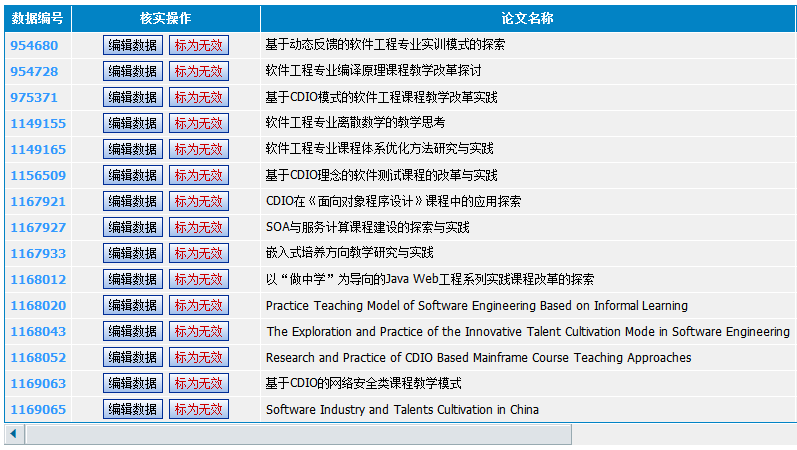 数据编号 核实操作 论文名称
954680 编辑数据 标为无效 基于动态反馈的软件工程专业实训模式的探索
954728 编辑数据 标为无效 软件工程专业编译原理课程教学改革探讨
975371 编辑数据 标为无效 基于CDIO模式的软件工程课程教学改革实践
1149155 编辑数据 标为无效 软件工程专业离散数学的教学思考
1149165 编辑数据 标为无效 软件工程专业课程体系优化方法研究与实践
1156509 编辑数据 标为无效 基于CDIO理念的软件测试课程的改革与实践
1167921 编辑数据 标为无效 CDIO在《面向对象程序设计》课程中的应用探索
1167927 编辑数据 标为无效 SOA与服务计算课程建设的探索与实践
1167933 编辑数据 标为无效 嵌入式培养方向教学研究与实践
1168012 编辑数据 标为无效 以“做中学”为导向的Java Web工程系列实践课程改革的探索
1168020 编辑数据 标为无效 Practice Teaching Model of Software Engineering Based on Informal Learning
1168043 编辑数据 标为无效 The Exploration and Practice of the Innovative Talent Cultivation Mode in Software Engineering
1168052 编辑数据 标为无效 Research and Practice of CDIO Based Mainframe Course Teaching Approaches
1169063 编辑数据 标为无效 基于CDIO的网络安全类课程教学模式
1169065 编辑数据 标为无效 Software Industry and Talents Cultivation in China